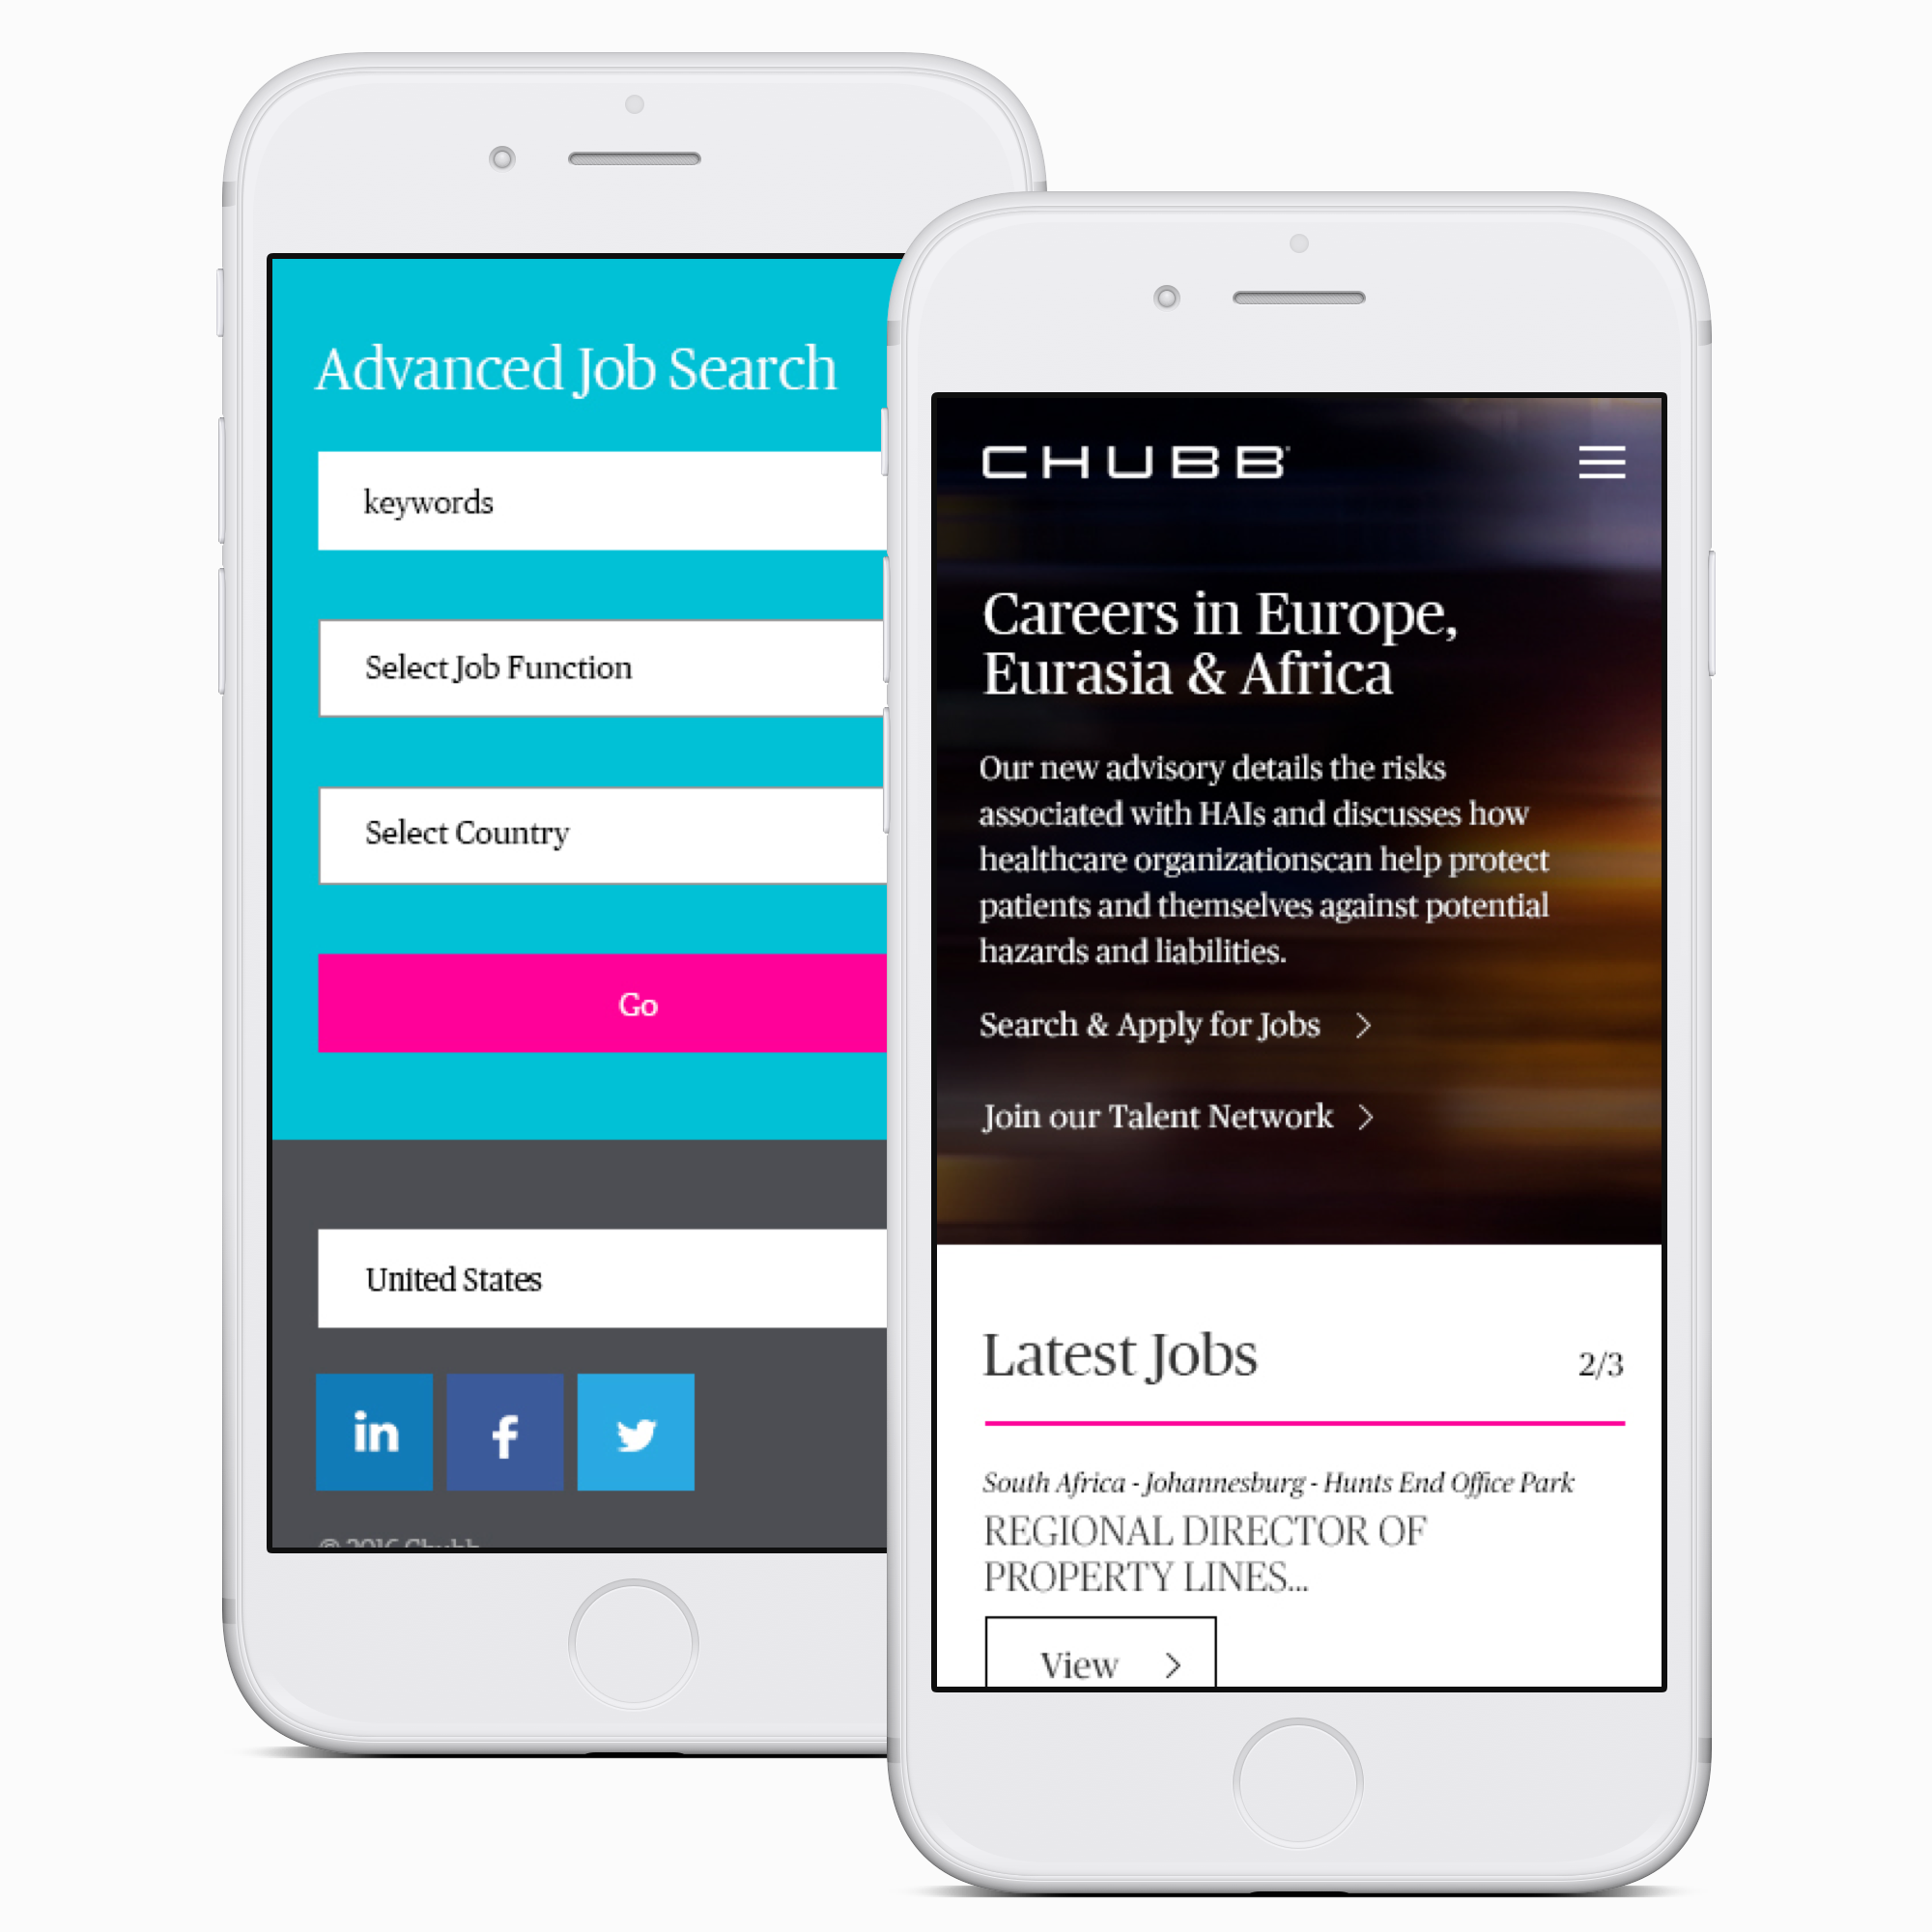 Advanced Job Search
keywords
Select Job Function
Select Country
Go
United States
in
f
© 2016 Chubb
CHUBB
Careers in Europe,
Eurasia & Africa
Our new advisory details the risks
associated with HAIs and discusses how
healthcare organizationscan help protect
patients and themselves against potential
hazards and liabilities.
Search & Apply for Jobs
Join our Talent Network
Latest Jobs
2/3
South Africa - Johannesburg - Hunts End Office Park
REGIONAL DIRECTOR OF
PROPERTY LINES...
View